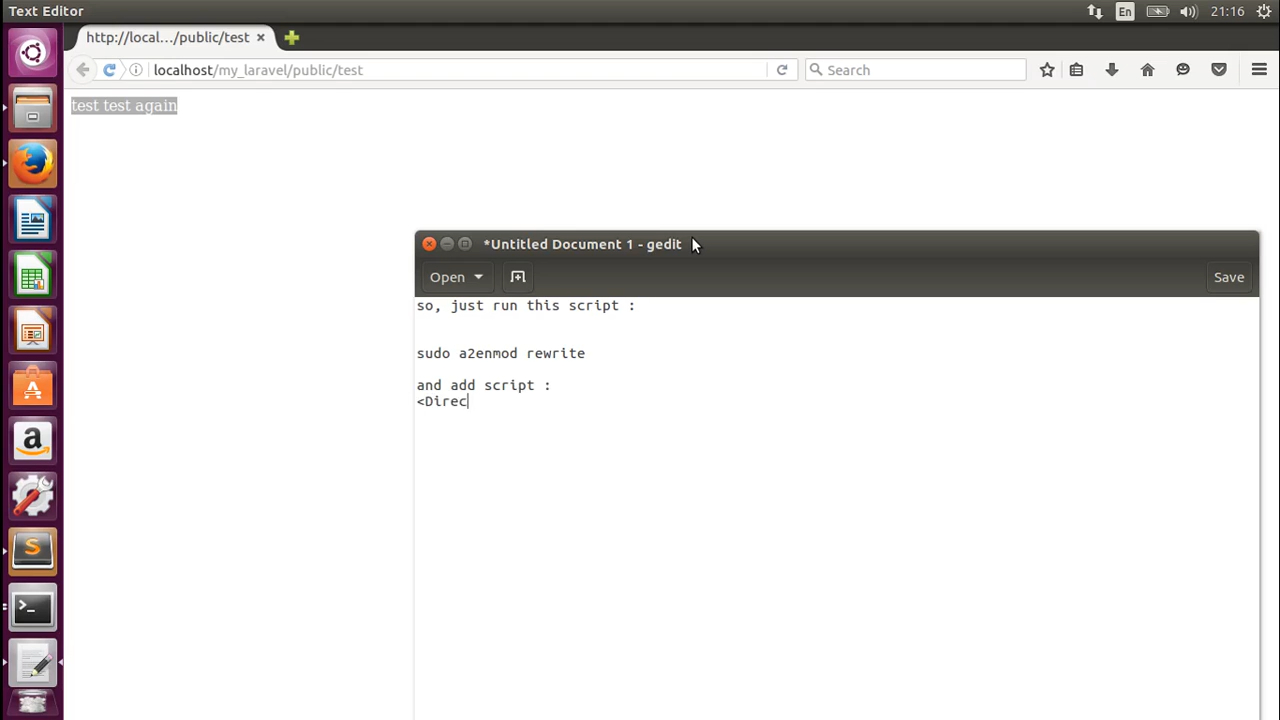 Text Editor
En
21:16
http://local.../public/test
localhost/my_laravel/public/test
Search
test test again
*Untitled Document 1 - gedit
Open
Save
so, just run this script :
sudo a2enmod rewrite
and add script :
<Direc